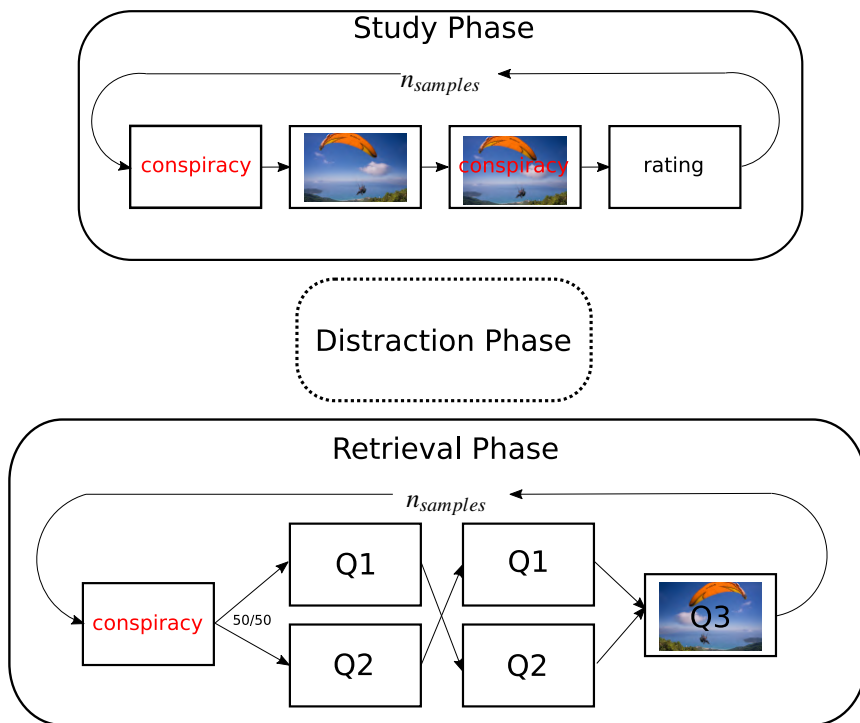 Study Phase
n_samples
conspiracy
conspiracy
rating
Distraction Phase
Retrieval Phase
n_samples
Q1
Q1
conspiracy
50/50
Q3
Q2
Q2